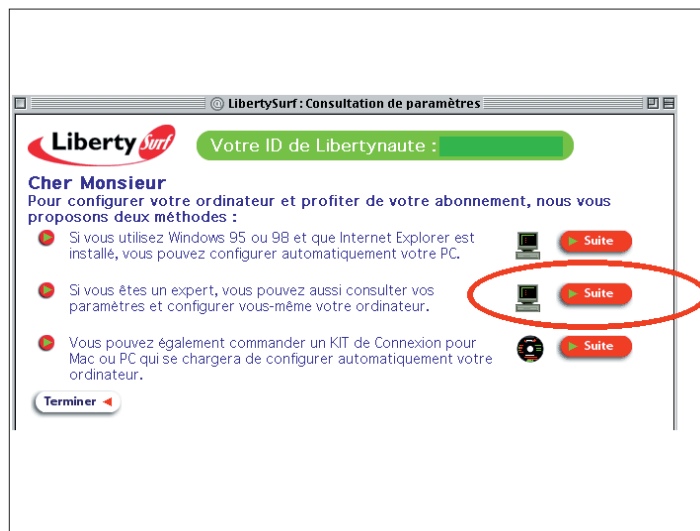 LibertySurf : Consultation de paramètres
Liberty Surf
Votre ID de Libertynaute :
Cher Monsieur
Pour configurer votre ordinateur et profiter de votre abonnement, nous vous
proposons deux méthodes :
Si vous utilisez Windows 95 ou 98 et que Internet Explorer est
installé, vous pouvez configurer automatiquement votre PC.
Suite
Si vous êtes un expert, vous pouvez aussi consulter vos
paramètres et configurer vous-même votre ordinateur.
Suite
Vous pouvez également commander un KIT de Connexion pour
Mac ou PC qui se chargera de configurer automatiquement votre
ordinateur.
Suite
Terminer